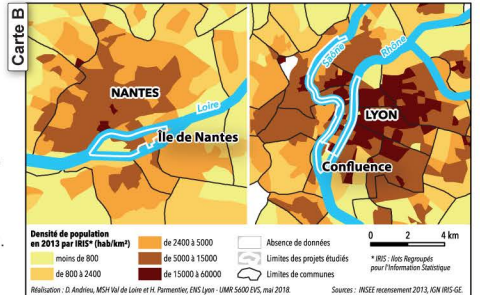 Carte B
NANTES
Loire
Île de Nantes
Saône
Rhône
LYON
Confluence
Densité de population
en 2013 par IRIS* (hab/km²)
moins de 800
de 800 à 2400
de 2400 à 5000
de 5000 à 15000
de 15000 à 60000
Absence de données
Limites des projets étudiés
Limites de communes
0 2 4 km
* IRIS : Ilots Regroupés
pour l'Information Statistique
Réalisation : D. Andrieu, MSH Val de Loire et H. Parmentier, ENS Lyon - UMR 5600 EVS, mai 2018.
Sources : INSEE recensement 2013, IGN IRIS-GE.